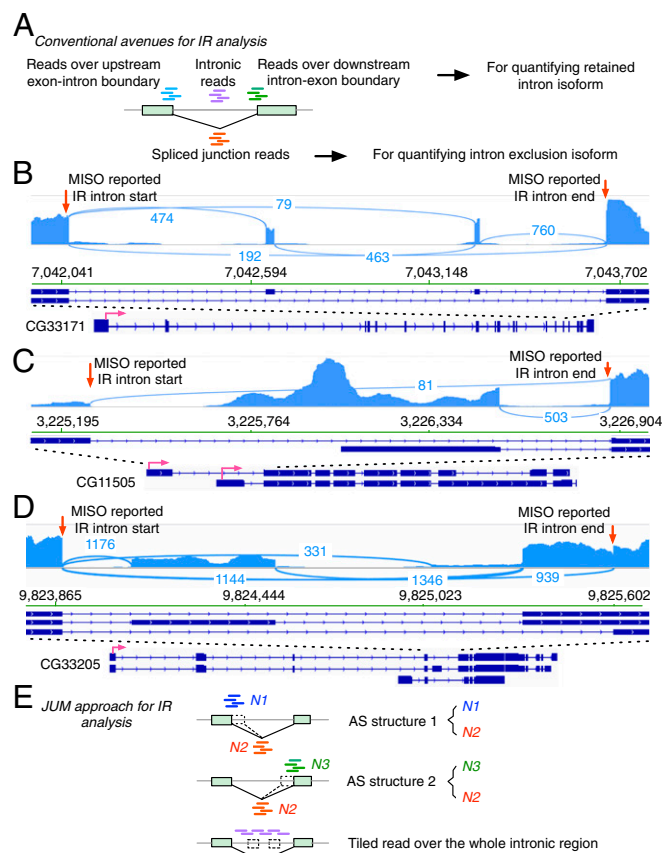 A
Conventional avenues for IR analysis
Reads over upstream exon-intron boundary
Intronic reads
Reads over downstream intron-exon boundary
For quantifying retained intron isoform
Spliced junction reads
For quantifying intron exclusion isoform
B
MISO reported IR intron start
MISO reported IR intron end
79
474
760
192
463
7,042,041
7,042,594
7,043,148
7,043,702
CG33171
C
MISO reported IR intron start
MISO reported IR intron end
81
503
3,225,195
3,225,764
3,226,334
3,226,904
CG11505
D
MISO reported IR intron start
MISO reported IR intron end
1176
331
1144
1346
939
9,823,865
9,824,444
9,825,023
9,825,602
CG33205
E
JUM approach for IR analysis
N1
N2
AS structure 1
N1
N2
N3
N2
AS structure 2
N3
N2
Tiled read over the whole intronic region